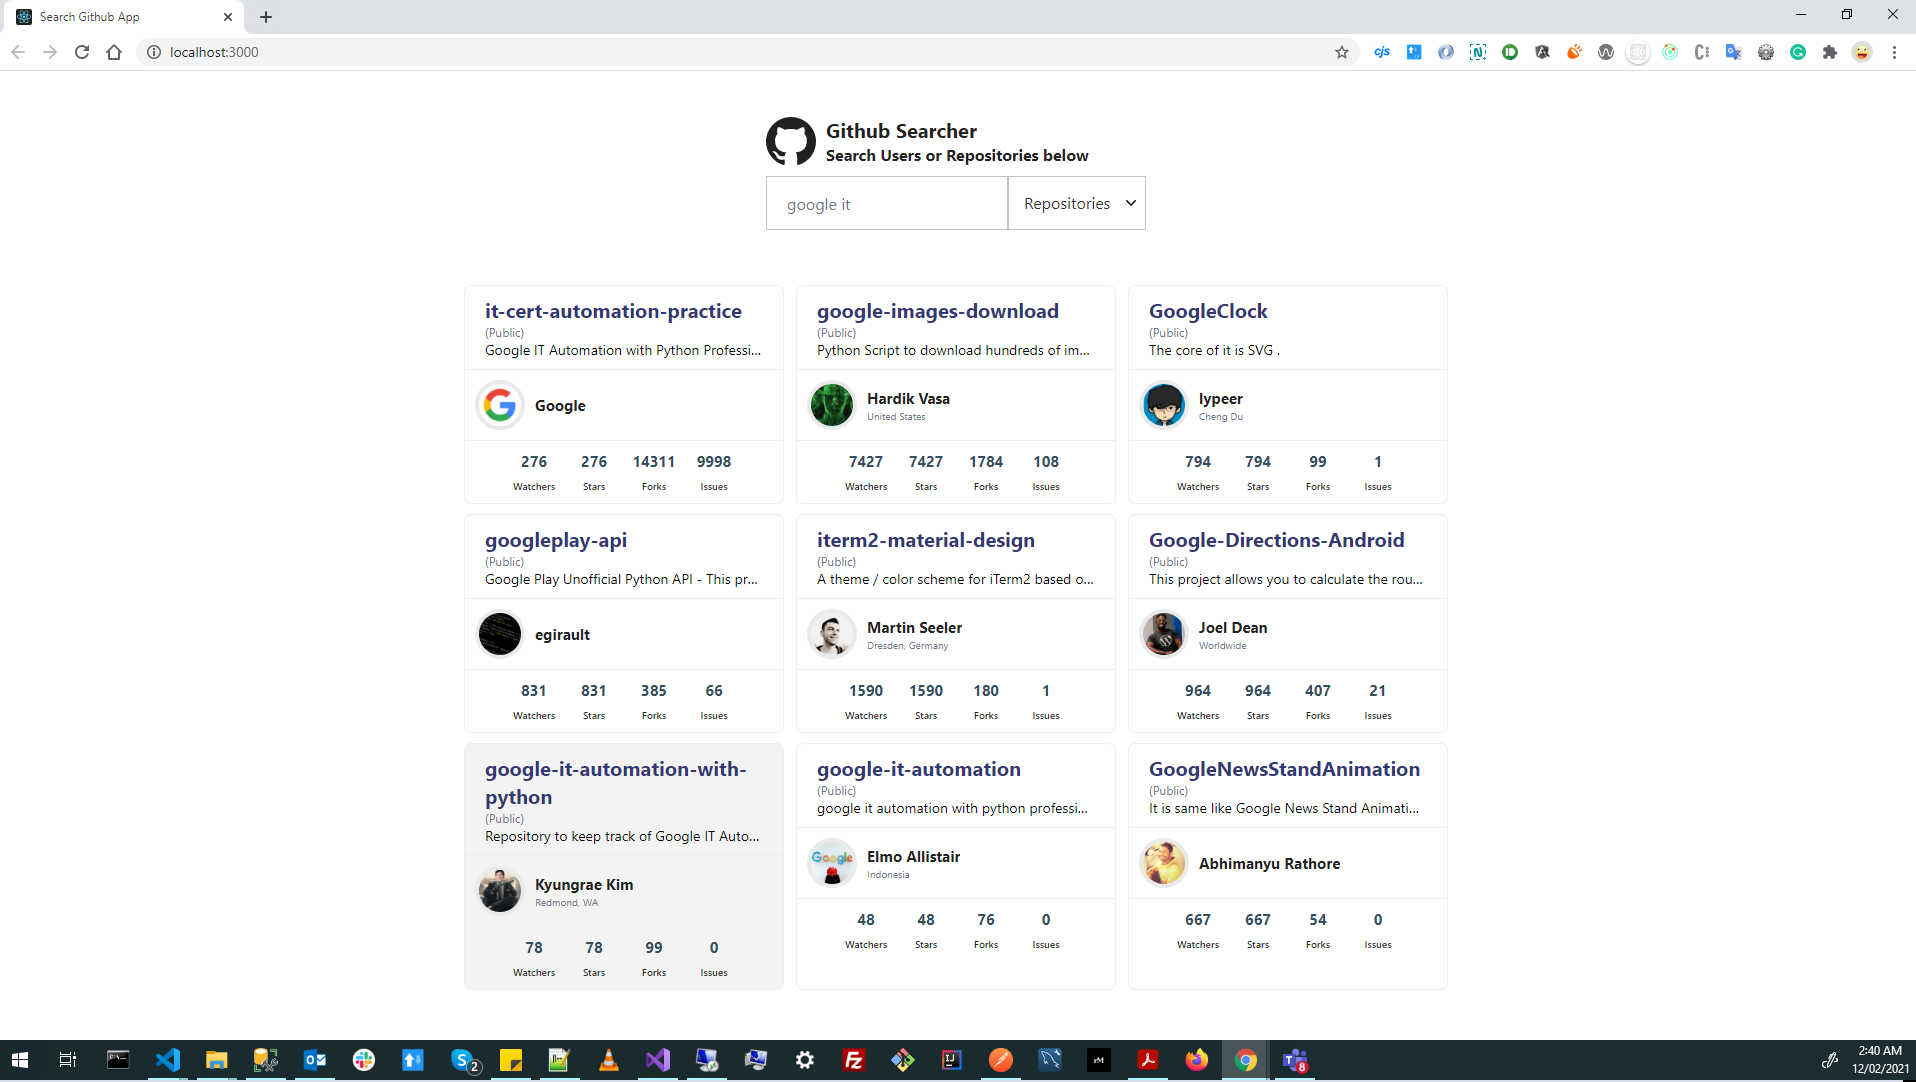 Search Github App
localhost:3000
cjs
Github Searcher
Search Users or Repositories below
google it
Repositories
it-cert-automation-practice
(Public)
Google IT Automation with Python Professi...
Google
276 276 14311 9998
Watchers Stars Forks Issues
google-images-download
(Public)
Python Script to download hundreds of im...
Hardik Vasa
United States
7427 7427 1784 108
Watchers Stars Forks Issues
GoogleClock
(Public)
The core of it is SVG .
lypeer
Cheng Du
794 794 99 1
Watchers Stars Forks Issues
googleplay-api
(Public)
Google Play Unofficial Python API - This pr...
egirault
831 831 385 66
Watchers Stars Forks Issues
iterm2-material-design
(Public)
A theme / color scheme for iTerm2 based o...
Martin Seeler
Dresden, Germany
1590 1590 180 1
Watchers Stars Forks Issues
Google-Directions-Android
(Public)
This project allows you to calculate the rou...
Joel Dean
Worldwide
964 964 407 21
Watchers Stars Forks Issues
google-it-automation-with-
python
(Public)
Repository to keep track of Google IT Auto...
Kyungrae Kim
Redmond, WA
78 78 99 0
Watchers Stars Forks Issues
google-it-automation
(Public)
google it automation with python professi...
Google
Elmo Allistair
Indonesia
48 48 76 0
Watchers Stars Forks Issues
GoogleNewsStandAnimation
(Public)
It is same like Google News Stand Animati...
Abhimanyu Rathore
667 667 54 0
Watchers Stars Forks Issues
2
8
2:40 AM
12/02/2021